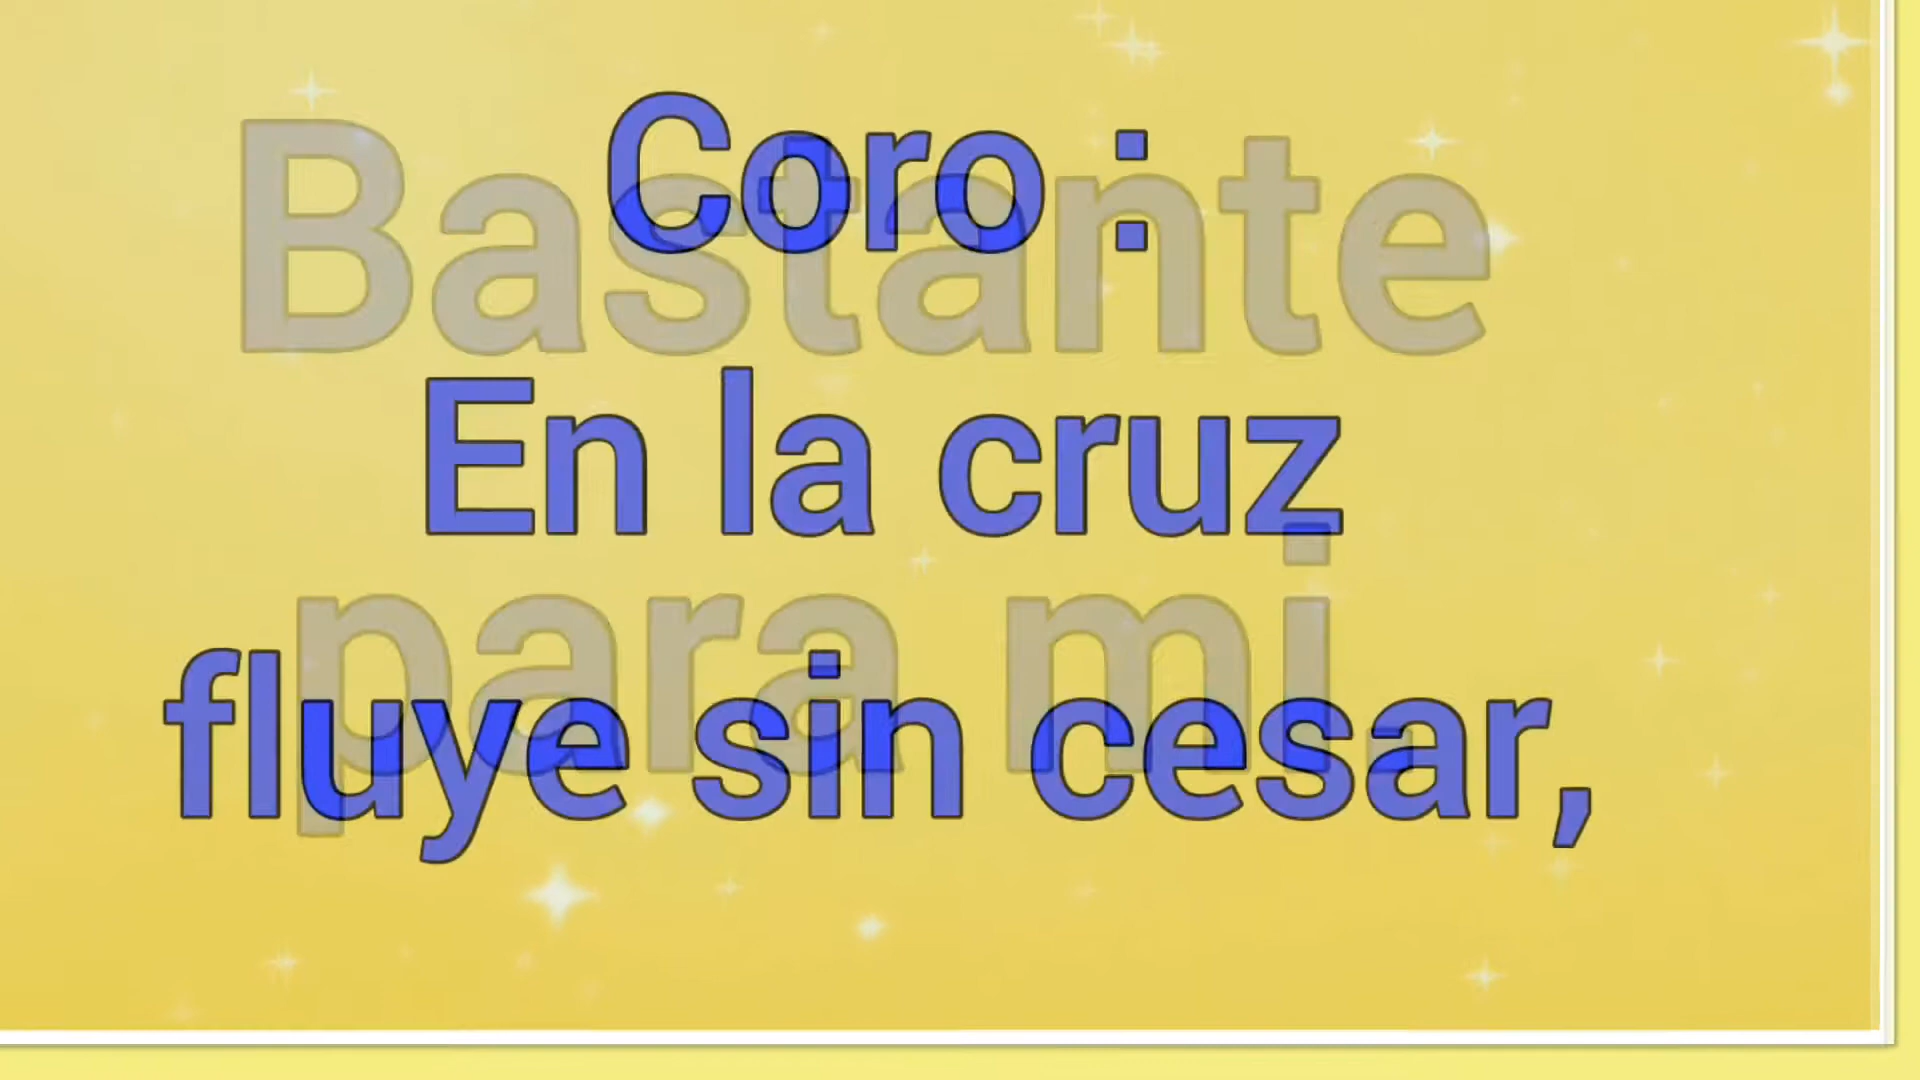 Coro :
Bastante
En la cruz
para mi.
fluye sin cesar,